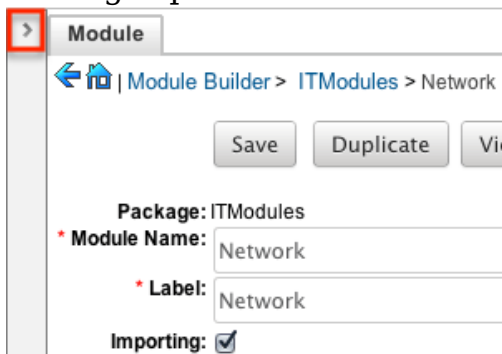 Module
| Module Builder > ITModules > Network
Save Duplicate
Package: ITModules
* Module Name: Network
* Label: Network
Importing: